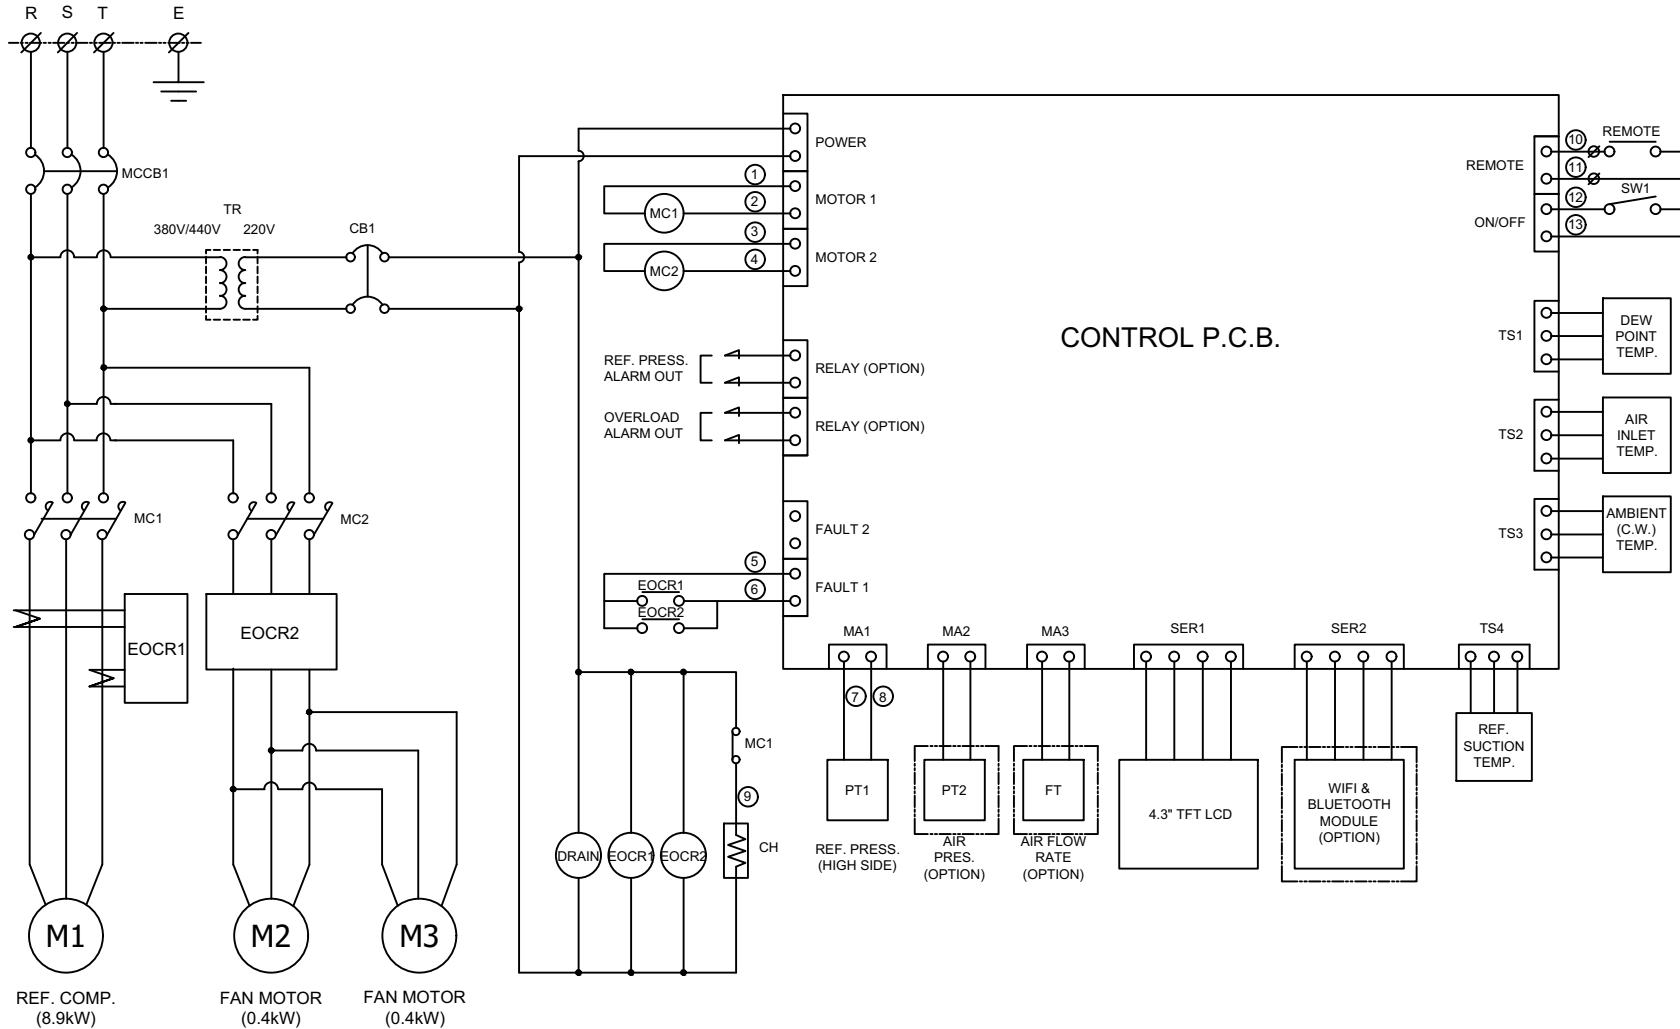 R S T E
MCCB1
TR
380V/440V 220V
CB1
MC1
MC2
EOCR1
EOCR2
M1
REF. COMP.
(8.9kW)
M2
FAN MOTOR
(0.4kW)
M3
FAN MOTOR
(0.4kW)
CONTROL P.C.B.
POWER
1
2
MC1
MOTOR 1
3
4
MC2
MOTOR 2
REF. PRESS.
ALARM OUT
RELAY (OPTION)
OVERLOAD
ALARM OUT
RELAY (OPTION)
FAULT 2
5
6
EOCR1
EOCR2
FAULT 1
DRAIN
EOCR1
EOCR2
MC1
9
CH
REMOTE
10
REMOTE
11
ON/OFF
12
SW1
13
TS1
DEW
POINT
TEMP.
TS2
AIR
INLET
TEMP.
TS3
AMBIENT
(C.W.)
TEMP.
MA1
7
8
PT1
REF. PRESS.
(HIGH SIDE)
MA2
PT2
AIR
PRES.
(OPTION)
MA3
FT
AIR FLOW
RATE
(OPTION)
SER1
4.3" TFT LCD
SER2
WIFI &
BLUETOOTH
MODULE
(OPTION)
TS4
REF.
SUCTION
TEMP.